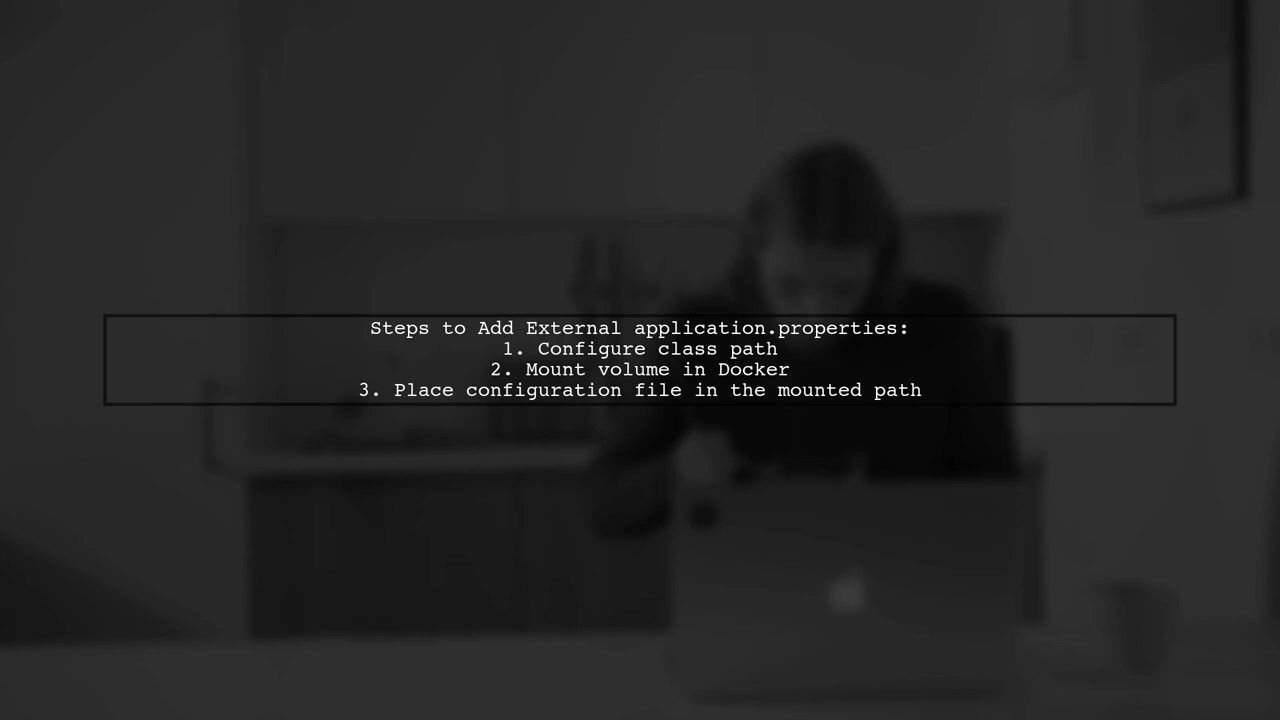 Steps to Add External application.properties:
1. Configure class path
2. Mount volume in Docker
3. Place configuration file in the mounted path